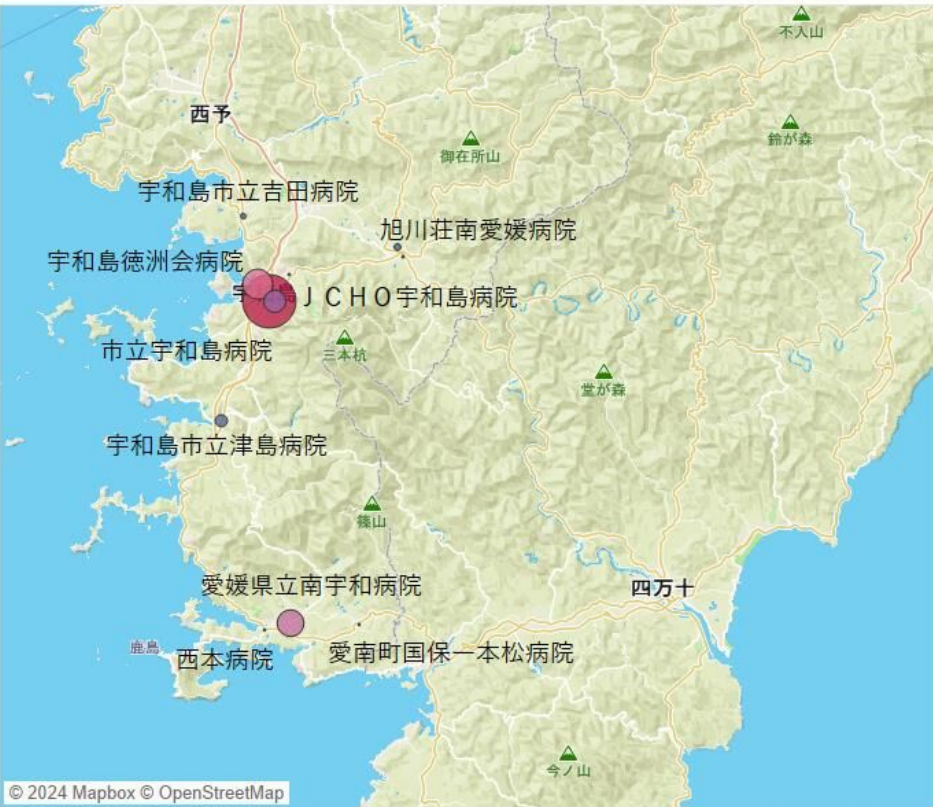 不入山
西予
鈴が森
御在所山
宇和島市立吉田病院
旭川荘南愛媛病院
宇和島徳洲会病院
宇
島
JCHO宇和島病院
市立宇和島病院
三本杭
堂が森
宇和島市立津島病院
篠山
愛媛県立南宇和病院
四万十
鹿島
西本病院
愛南町国保一本松病院
今ノ山
© 2024 Mapbox © OpenStreetMap